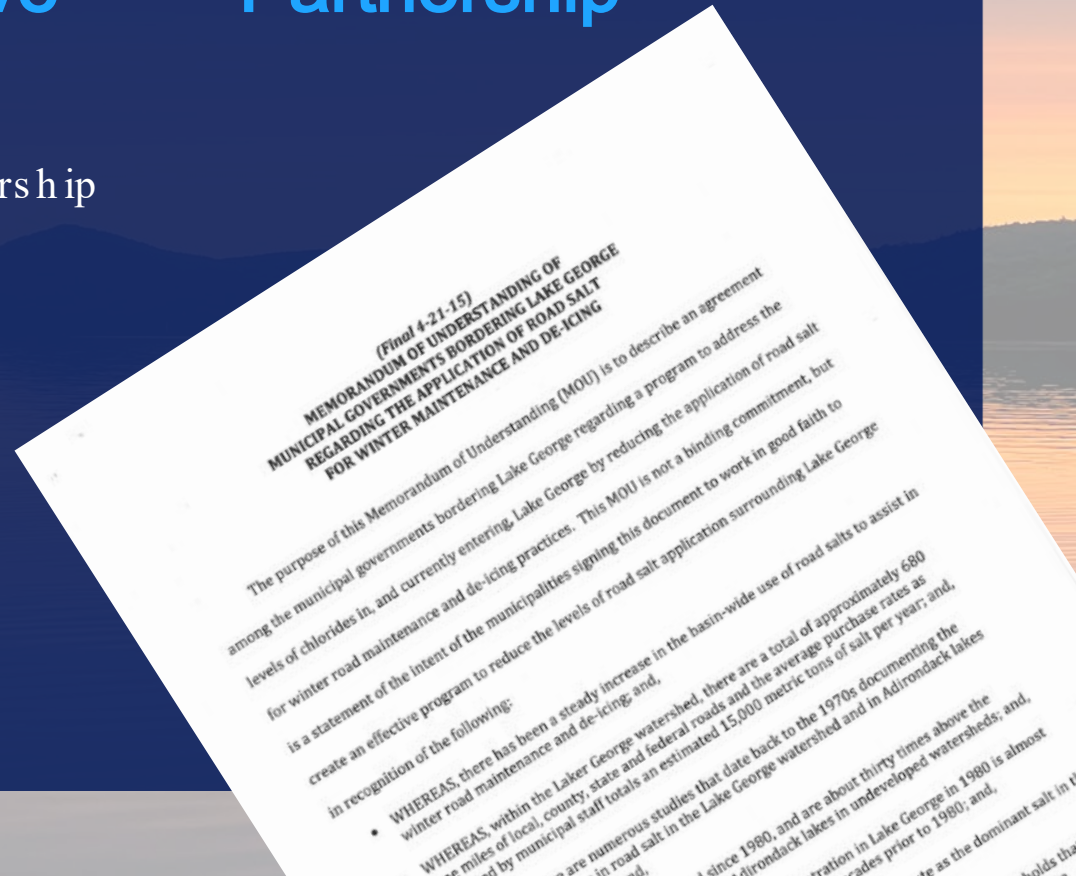 Partnership
rship
(Final 4-21-15)
MEMORANDUM OF UNDERSTANDING OF
MUNICIPAL GOVERNMENTS BORDERING LAKE GEORGE
REGARDING THE APPLICATION OF ROAD SALT
FOR WINTER MAINTENANCE AND DE-ICING
The purpose of this Memorandum of Understanding (MOU) is to describe an agreement
among the municipal governments bordering Lake George regarding a program to address the
levels of chlorides in, and currently entering, Lake George by reducing the application of road salt
for winter road maintenance and de-icing practices. This MOU is not a binding commitment, but
is a statement of the intent of the municipalities signing this document to work in good faith to
create an effective program to reduce the levels of road salt application surrounding Lake George
in recognition of the following:
• WHEREAS, there has been a steady increase in the basin-wide use of road salts to assist in
winter road maintenance and de-icing; and,
WHEREAS, within the Laker George watershed, there are a total of approximately 680
miles of local, county, state and federal roads and the average purchase rates as
by municipal staff totals an estimated 15,000 metric tons of salt per year; and,
are numerous studies that date back to the 1970s documenting the
in road salt in the Lake George watershed and in Adirondack lakes
since 1980, and are about thirty times above the
Adirondack lakes in undeveloped watersheds; and,
in Lake George in 1980 is almost
prior to 1980; and,
as the dominant salt in